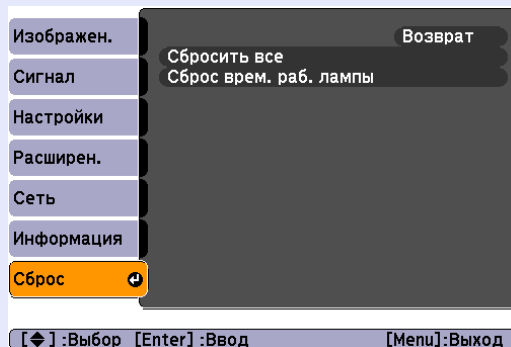 Изображен.
Сигнал
Настройки
Расширен.
Сеть
Информация
Сброс
Возврат
Сбросить все
Сброс врем. раб. лампы
[◆] :Выбор [Enter] :Ввод [Menu]:Выход